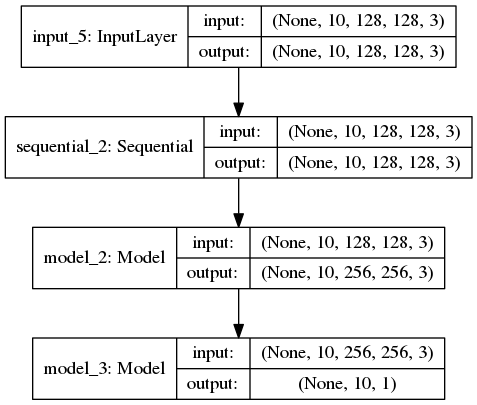 input_5: InputLayer input: (None, 10, 128, 128, 3)
output: (None, 10, 128, 128, 3)
sequential_2: Sequential input: (None, 10, 128, 128, 3)
output: (None, 10, 128, 128, 3)
model_2: Model input: (None, 10, 128, 128, 3)
output: (None, 10, 256, 256, 3)
model_3: Model input: (None, 10, 256, 256, 3)
output: (None, 10, 1)